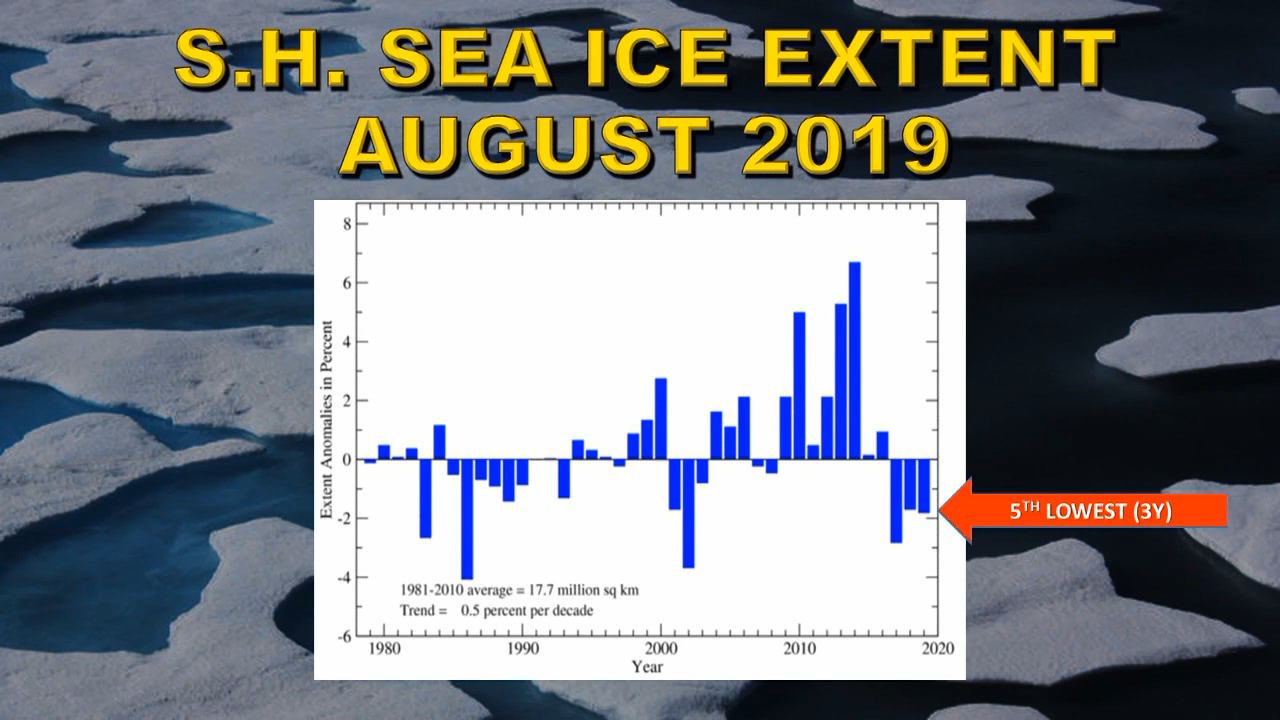 S.H. SEA ICE EXTENT
AUGUST 2019
8
6
4
2
0
-2
-4
-6
Extent Anomalies in Percent
1981-2010 average = 17.7 million sq km
Trend = 0.5 percent per decade
1980 1990 2000 2010 2020
Year
5TH LOWEST (3Y)